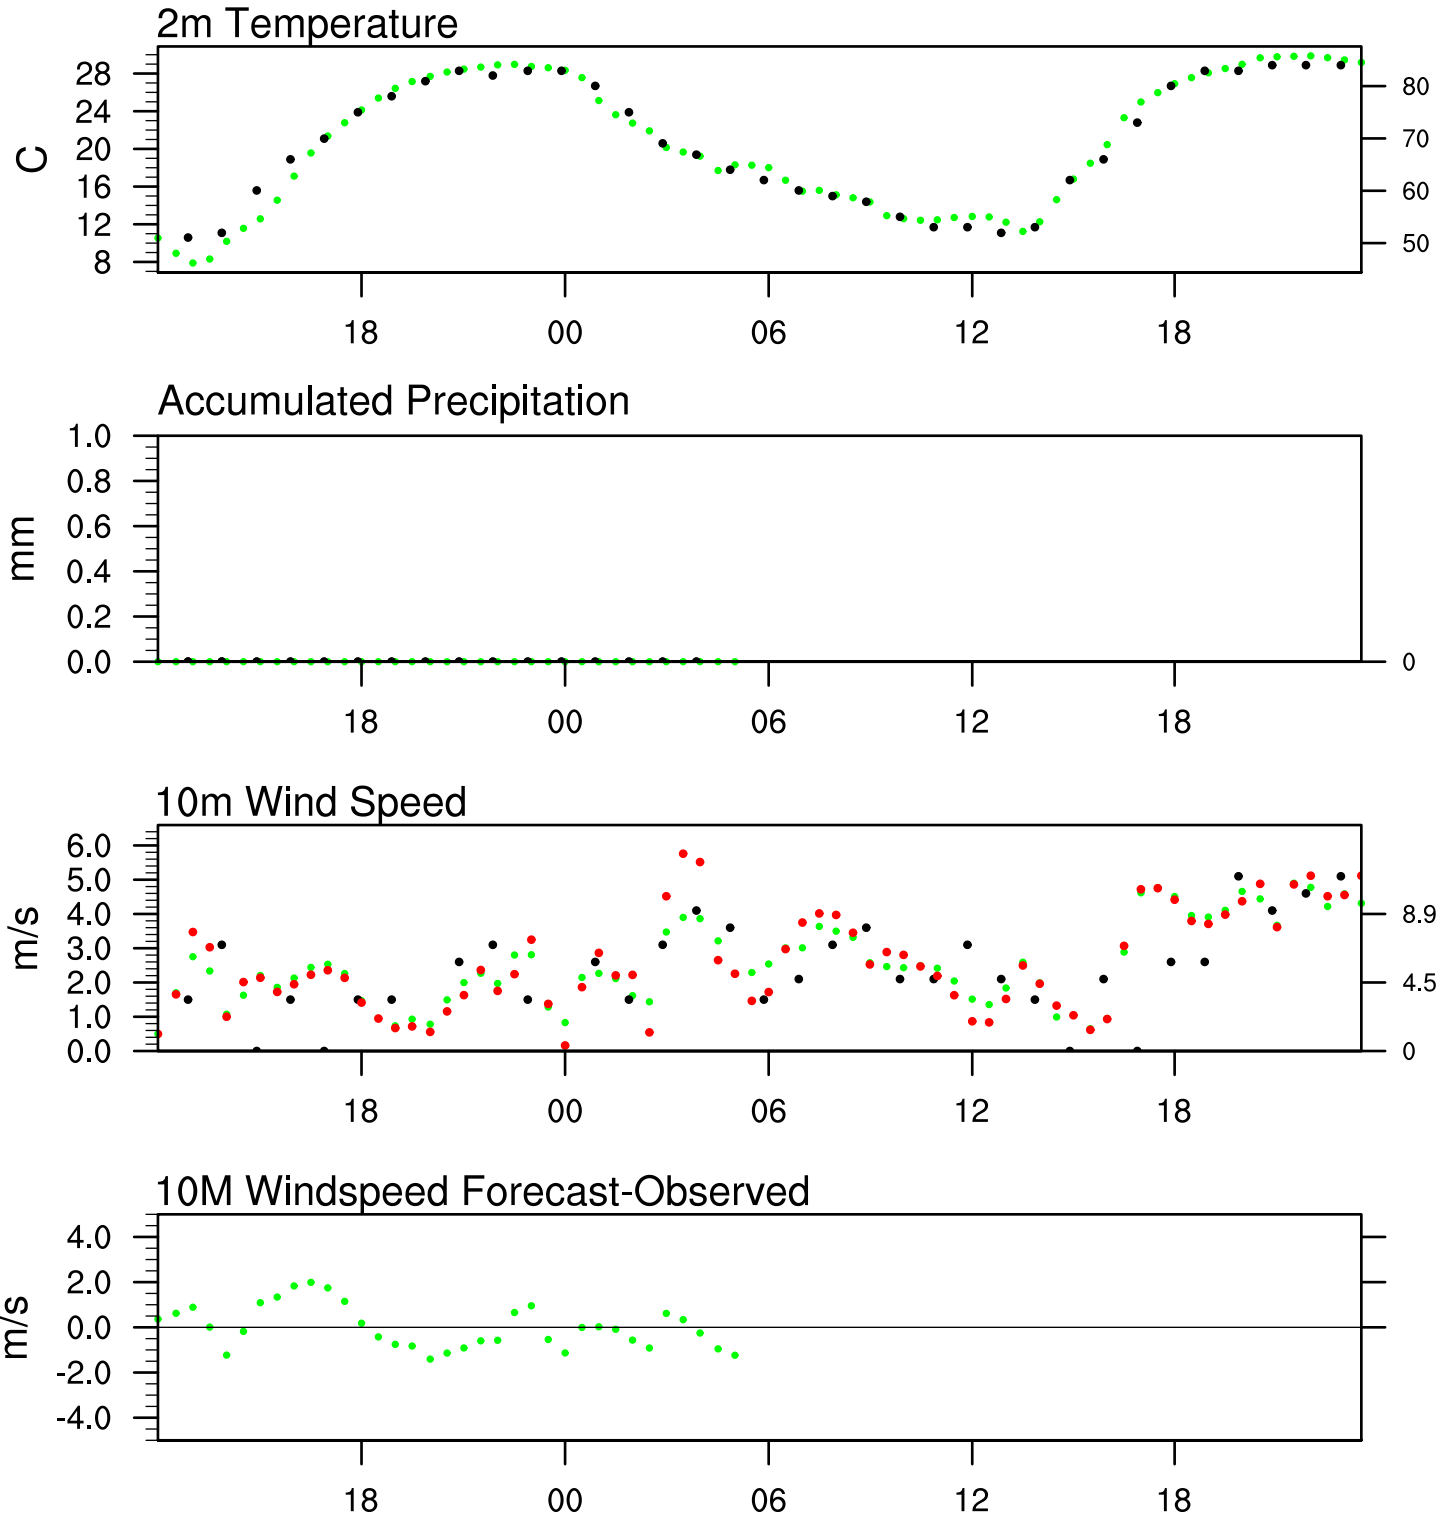 2m Temperature
28
24
20
16
12
8
C
80
70
60
50
18 00 06 12 18
Accumulated Precipitation
1.0
0.8
0.6
0.4
0.2
0.0
mm
0
18 00 06 12 18
10m Wind Speed
6.0
5.0
4.0
3.0
2.0
1.0
0.0
m/s
8.9
4.5
0
18 00 06 12 18
10M Windspeed Forecast-Observed
4.0
2.0
0.0
-2.0
-4.0
m/s
18 00 06 12 18